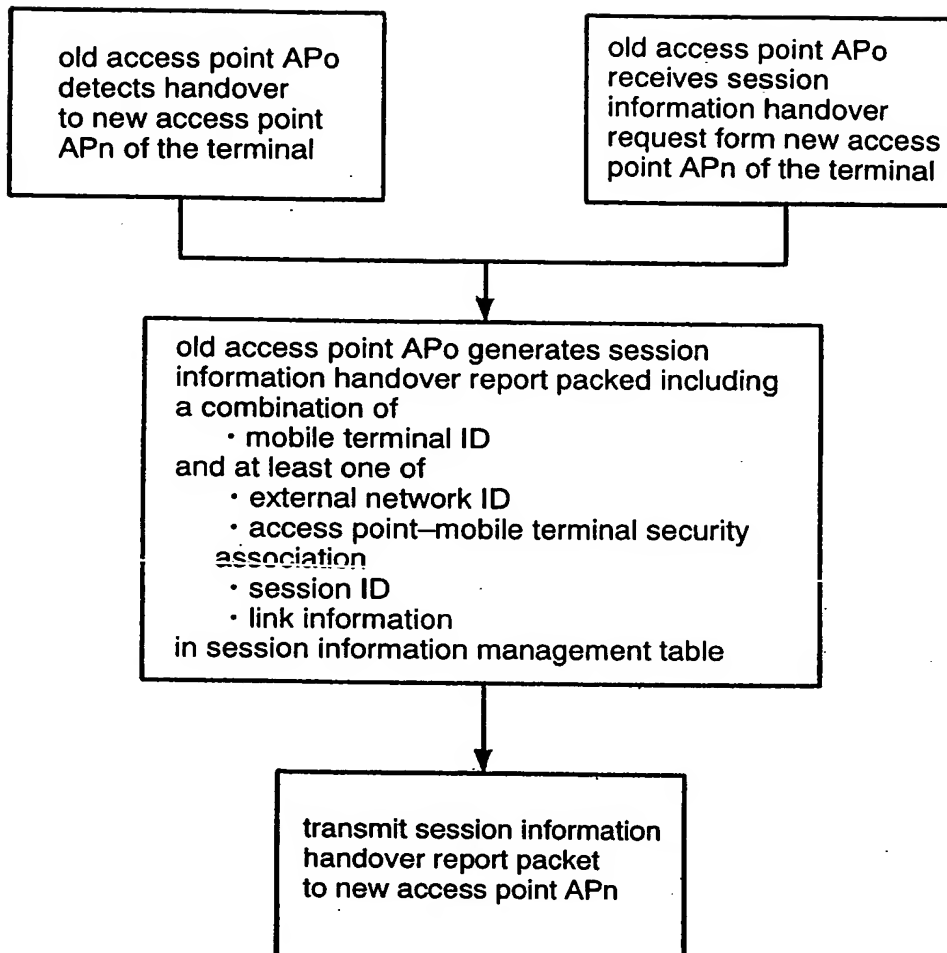 old access point APo
detects handover
to new access point
APn of the terminal
old access point APo
receives session
information handover
request form new access
point APn of the terminal
old access point APo generates session
information handover report packed including
a combination of
・mobile terminal ID
and at least one of
・external network ID
・access point–mobile terminal security
association
・session ID
・link information
in session information management table
transmit session information
handover report packet
to new access point APn